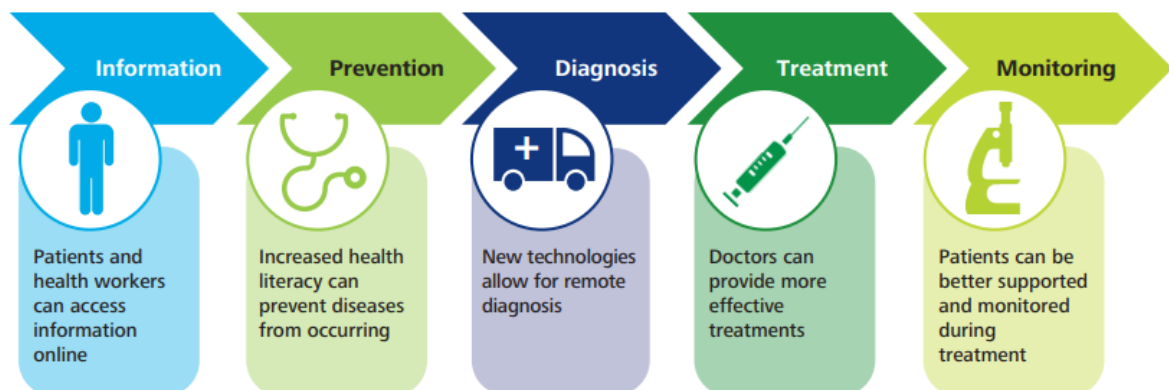 Information
Prevention
Diagnosis
Treatment
Monitoring
Patients and
health workers
can access
information
online
Increased health
literacy can
prevent diseases
from occurring
New technologies
allow for remote
diagnosis
Doctors can
provide more
effective
treatments
Patients can be
better supported
and monitored
during
treatment